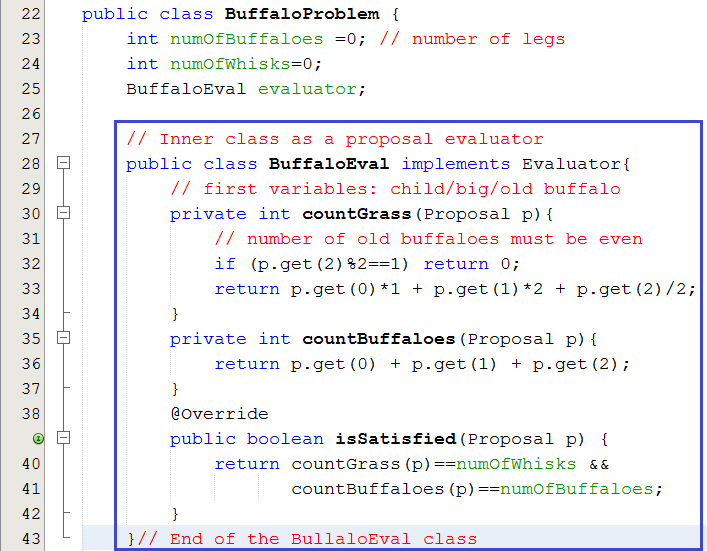 22 public class BuffaloProblem {
23 int numOfBuffaloes =0; // number of legs
24 int numOfWhisks=0;
25 BuffaloEval evaluator;
26
27 // Inner class as a proposal evaluator
28 public class BuffaloEval implements Evaluator{
29 // first variables: child/big/old buffalo
30 private int countGrass(Proposal p){
31 // number of old buffaloes must be even
32 if (p.get(2)%2==1) return 0;
33 return p.get(0)*1 + p.get(1)*2 + p.get(2)/2;
34 }
35 private int countBuffaloes(Proposal p){
36 return p.get(0) + p.get(1) + p.get(2);
37 }
38 @Override
public boolean isSatisfied(Proposal p) {
40 return countGrass(p)==numOfWhisks &&
41 countBuffaloes(p)==numOfBuffaloes;
42 }
43 }// End of the BullaloEval class